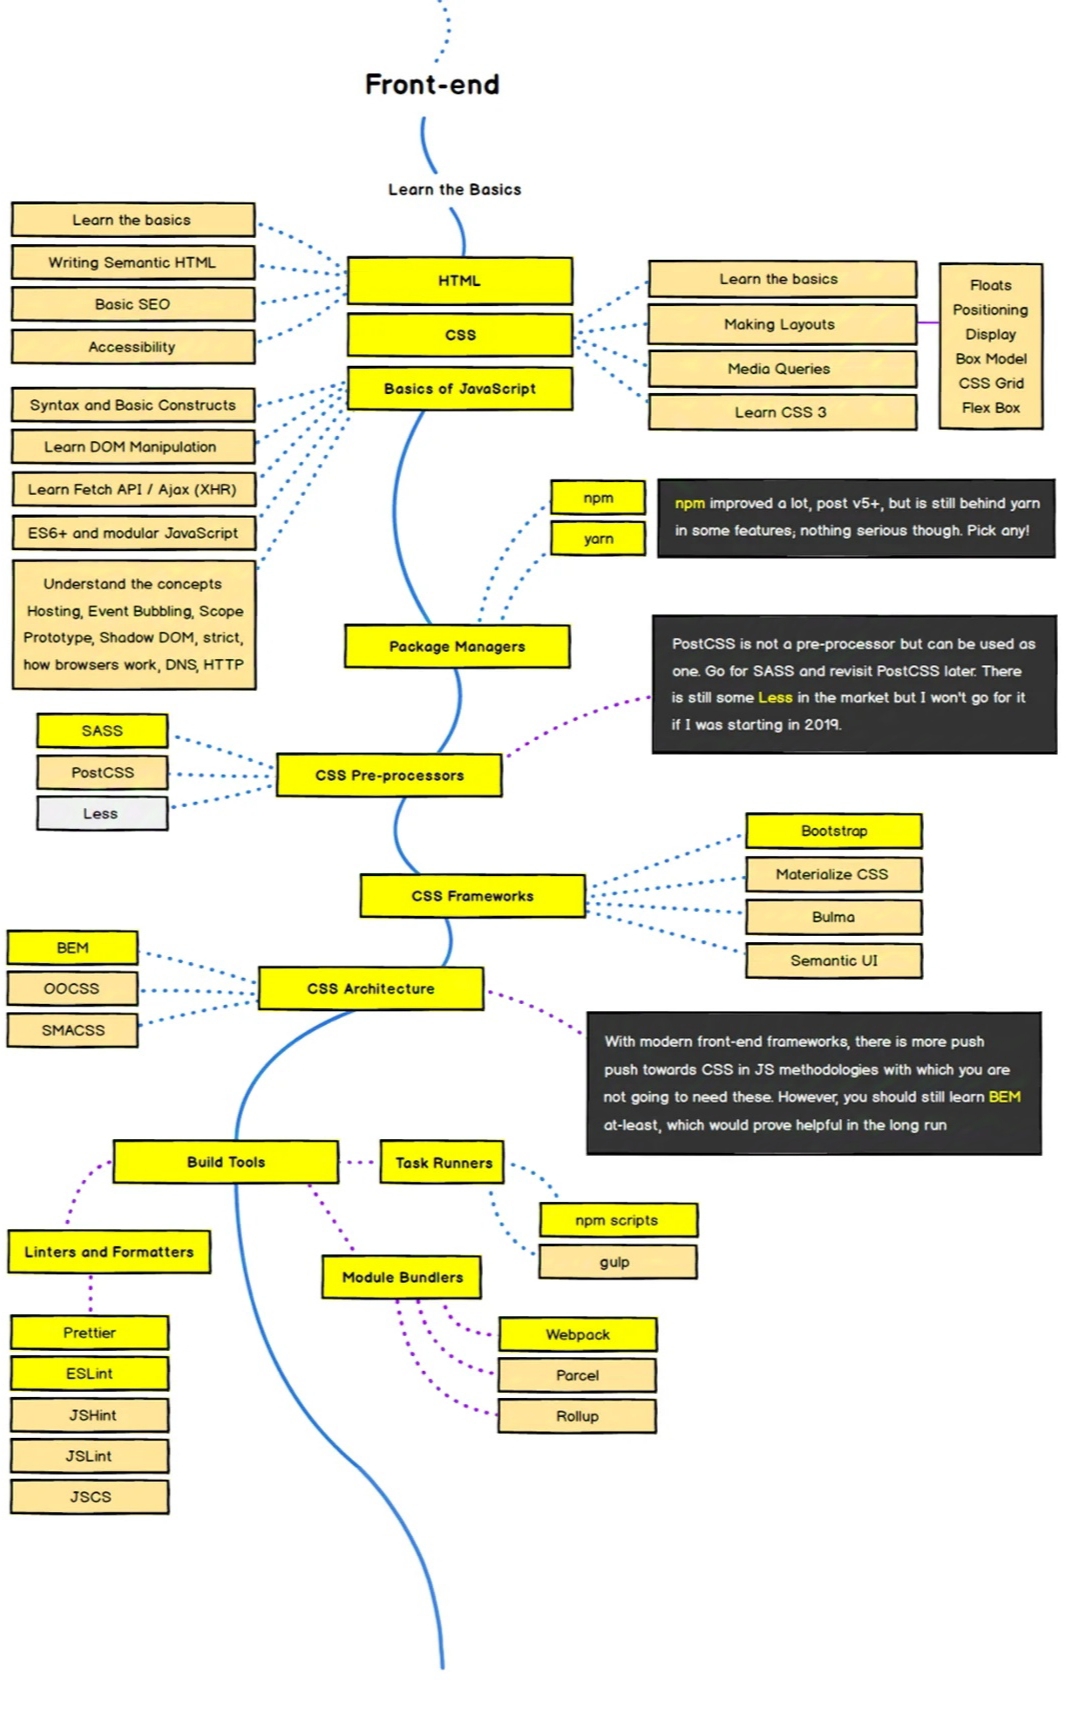 Front-end
Learn the Basics
Learn the basics
Writing Semantic HTML
Basic SEO
Accessibility
HTML
CSS
Basics of JavaScript
Learn the basics
Making Layouts
Media Queries
Learn CSS 3
Floats
Positioning
Display
Box Model
CSS Grid
Flex Box
Syntax and Basic Constructs
Learn DOM Manipulation
Learn Fetch API / Ajax (XHR)
ES6+ and modular JavaScript
Understand the concepts
Hosting, Event Bubbling, Scope
Prototype, Shadow DOM, strict,
how browsers work, DNS, HTTP
npm
yarn
npm improved a lot, post v5+, but is still behind yarn
in some features; nothing serious though. Pick any!
Package Managers
PostCSS is not a pre-processor but can be used as
one. Go for SASS and revisit PostCSS later. There
is still some Less in the market but I won't go for it
if I was starting in 2019.
SASS
PostCSS
Less
CSS Pre-processors
CSS Frameworks
Bootstrap
Materialize CSS
Bulma
Semantic UI
BEM
OOCSS
SMACSS
CSS Architecture
With modern front-end frameworks, there is more push
push towards CSS in JS methodologies with which you are
not going to need these. However, you should still learn BEM
at-least, which would prove helpful in the long run
Build Tools
Task Runners
npm scripts
gulp
Linters and Formatters
Module Bundlers
Prettier
ESLint
JSHint
JSLint
JSCS
Webpack
Parcel
Rollup